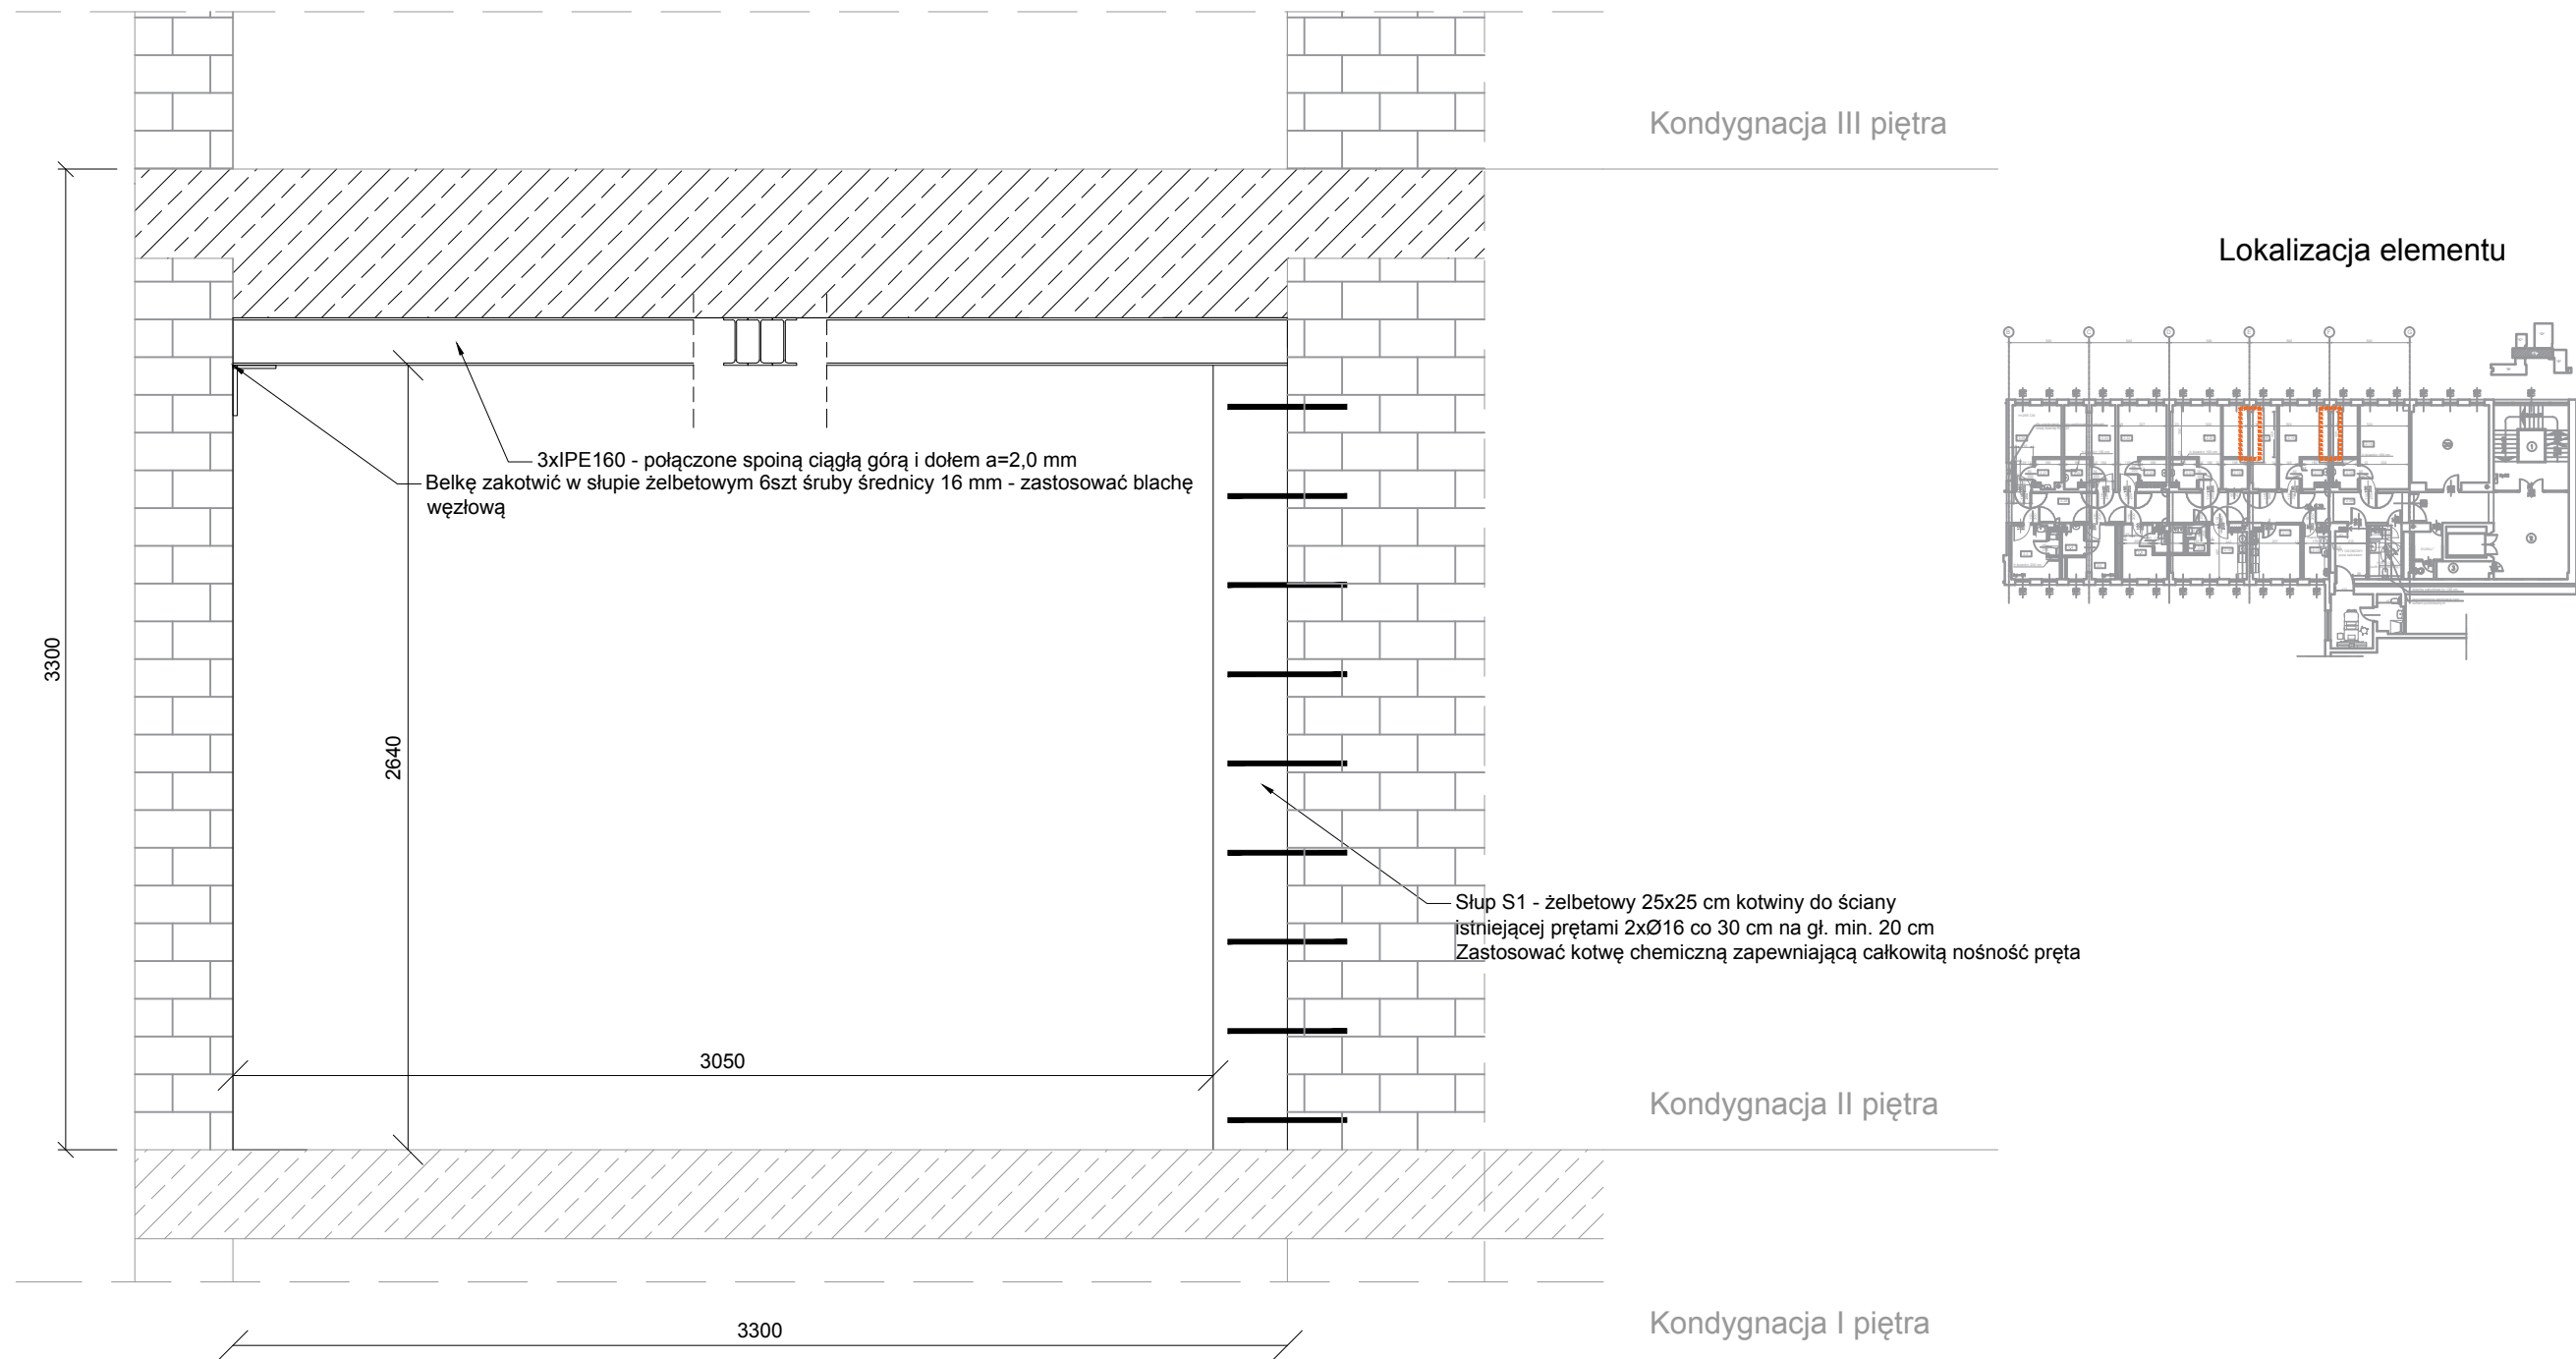 Kondygnacja III piętra
Lokalizacja elementu
3xIPE160 - połączone spoiną ciągłą górą i dołem a=2,0 mm
Belkę zakotwić w słupie żelbetowym 6szt śruby średnicy 16 mm - zastosować blachę
węzłową
3300
2640
Słup S1 - żelbetowy 25x25 cm kotwiny do ściany
istniejącej prętami 2xØ16 co 30 cm na gł. min. 20 cm
Zastosować kotwę chemiczną zapewniającą całkowitą nośność pręta
3050
Kondygnacja II piętra
Kondygnacja I piętra
3300